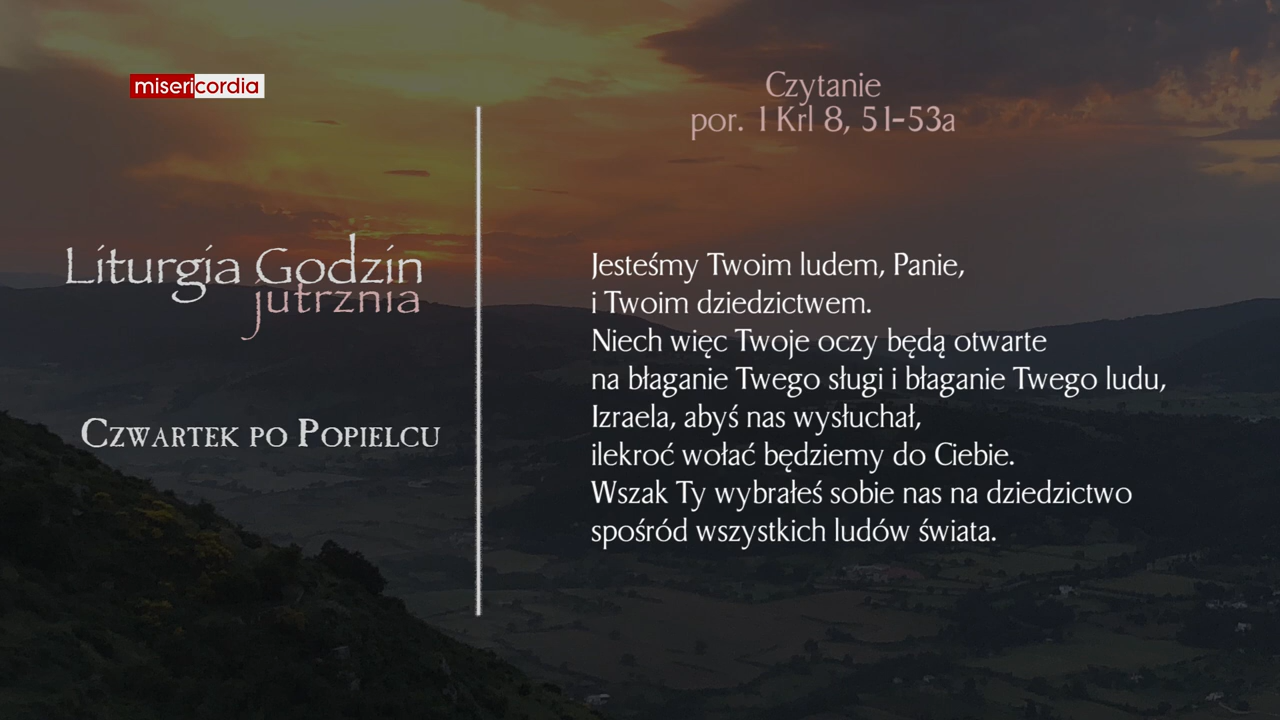 misericordia
Liturgia Godzin
jutrznia
Czwartek po Popielcu
Czytanie
por. 1 Krl 8, 51-53a
Jesteśmy Twoim ludem, Panie,
i Twoim dziedzictwem.
Niech więc Twoje oczy będą otwarte
na błaganie Twego sługi i błaganie Twego ludu,
Izraela, abyś nas wysłuchał,
ilekroć wołać będziemy do Ciebie.
Wszak Ty wybrałeś sobie nas na dziedzictwo
spośród wszystkich ludów świata.